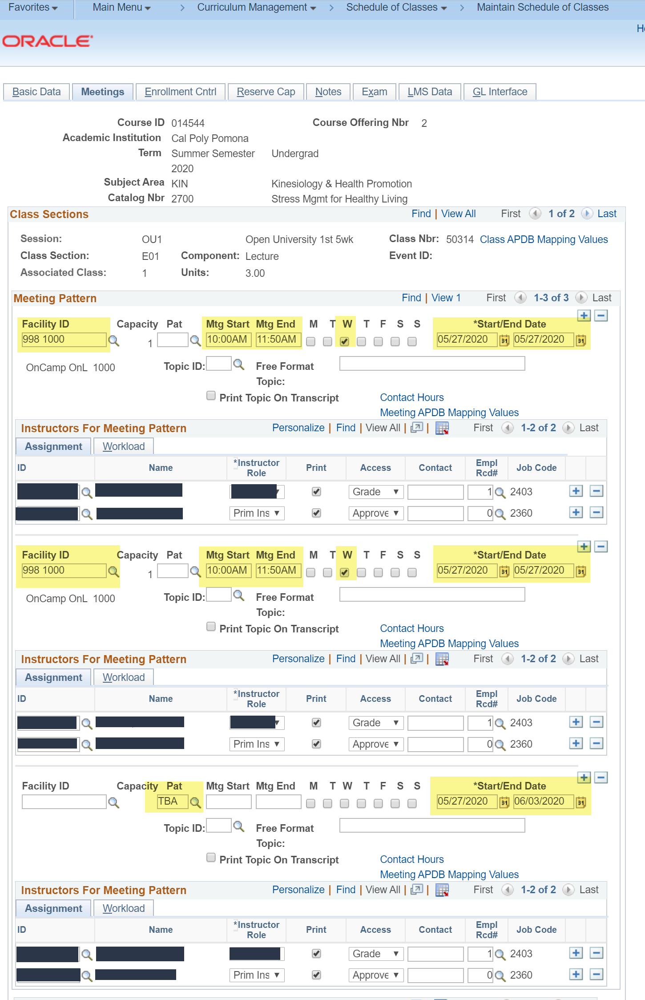 Favorites Main Menu > Curriculum Management > Schedule of Classes > Maintain Schedule of Classes
ORACLE
Basic Data Meetings Enrollment Cntrl Reserve Cap Notes Exam LMS Data GL Interface
Course ID 014544 Course Offering Nbr 2
Academic Institution Cal Poly Pomona
Term Summer Semester 2020 Undergrad
Subject Area KIN Kinesiology & Health Promotion
Catalog Nbr 2700 Stress Mgmt for Healthy Living
Class Sections Find | View All First 1 of 2 Last
Session: OU1 Open University 1st 5wk Class Nbr: 50314 Class APDB Mapping Values
Class Section: E01 Component: Lecture Event ID:
Associated Class: 1 Units: 3.00
Meeting Pattern Find | View 1 First 1-3 of 3 Last
Facility ID Capacity Pat Mtg Start Mtg End M T W T F S S *Start/End Date
998 1000 1 10:00AM 11:50AM 05/27/2020 31 05/27/2020 31
OnCamp OnL 1000 Topic ID: Free Format Topic:
Print Topic On Transcript Contact Hours
Meeting APDB Mapping Values
Instructors For Meeting Pattern Personalize | Find | View All | | First 1-2 of 2 Last
Assignment Workload
ID Name *Instructor Role Print Access Contact Empl Rcd# Job Code
Grade 1 2403
Prim Ins Approve 0 2360
Facility ID Capacity Pat Mtg Start Mtg End M T W T F S S *Start/End Date
998 1000 1 10:00AM 11:50AM 05/27/2020 31 05/27/2020 31
OnCamp OnL 1000 Topic ID: Free Format Topic:
Print Topic On Transcript Contact Hours
Meeting APDB Mapping Values
Instructors For Meeting Pattern Personalize | Find | View All | | First 1-2 of 2 Last
Assignment Workload
ID Name *Instructor Role Print Access Contact Empl Rcd# Job Code
Grade 1 2403
Prim Ins Approve 0 2360
Facility ID Capacity Pat Mtg Start Mtg End M T W T F S S *Start/End Date
TBA 05/27/2020 31 06/03/2020 31
Topic ID: Free Format Topic:
Print Topic On Transcript Contact Hours
Meeting APDB Mapping Values
Instructors For Meeting Pattern Personalize | Find | View All | | First 1-2 of 2 Last
Assignment Workload
ID Name *Instructor Role Print Access Contact Empl Rcd# Job Code
Grade 1 2403
Prim Ins Approve 0 2360